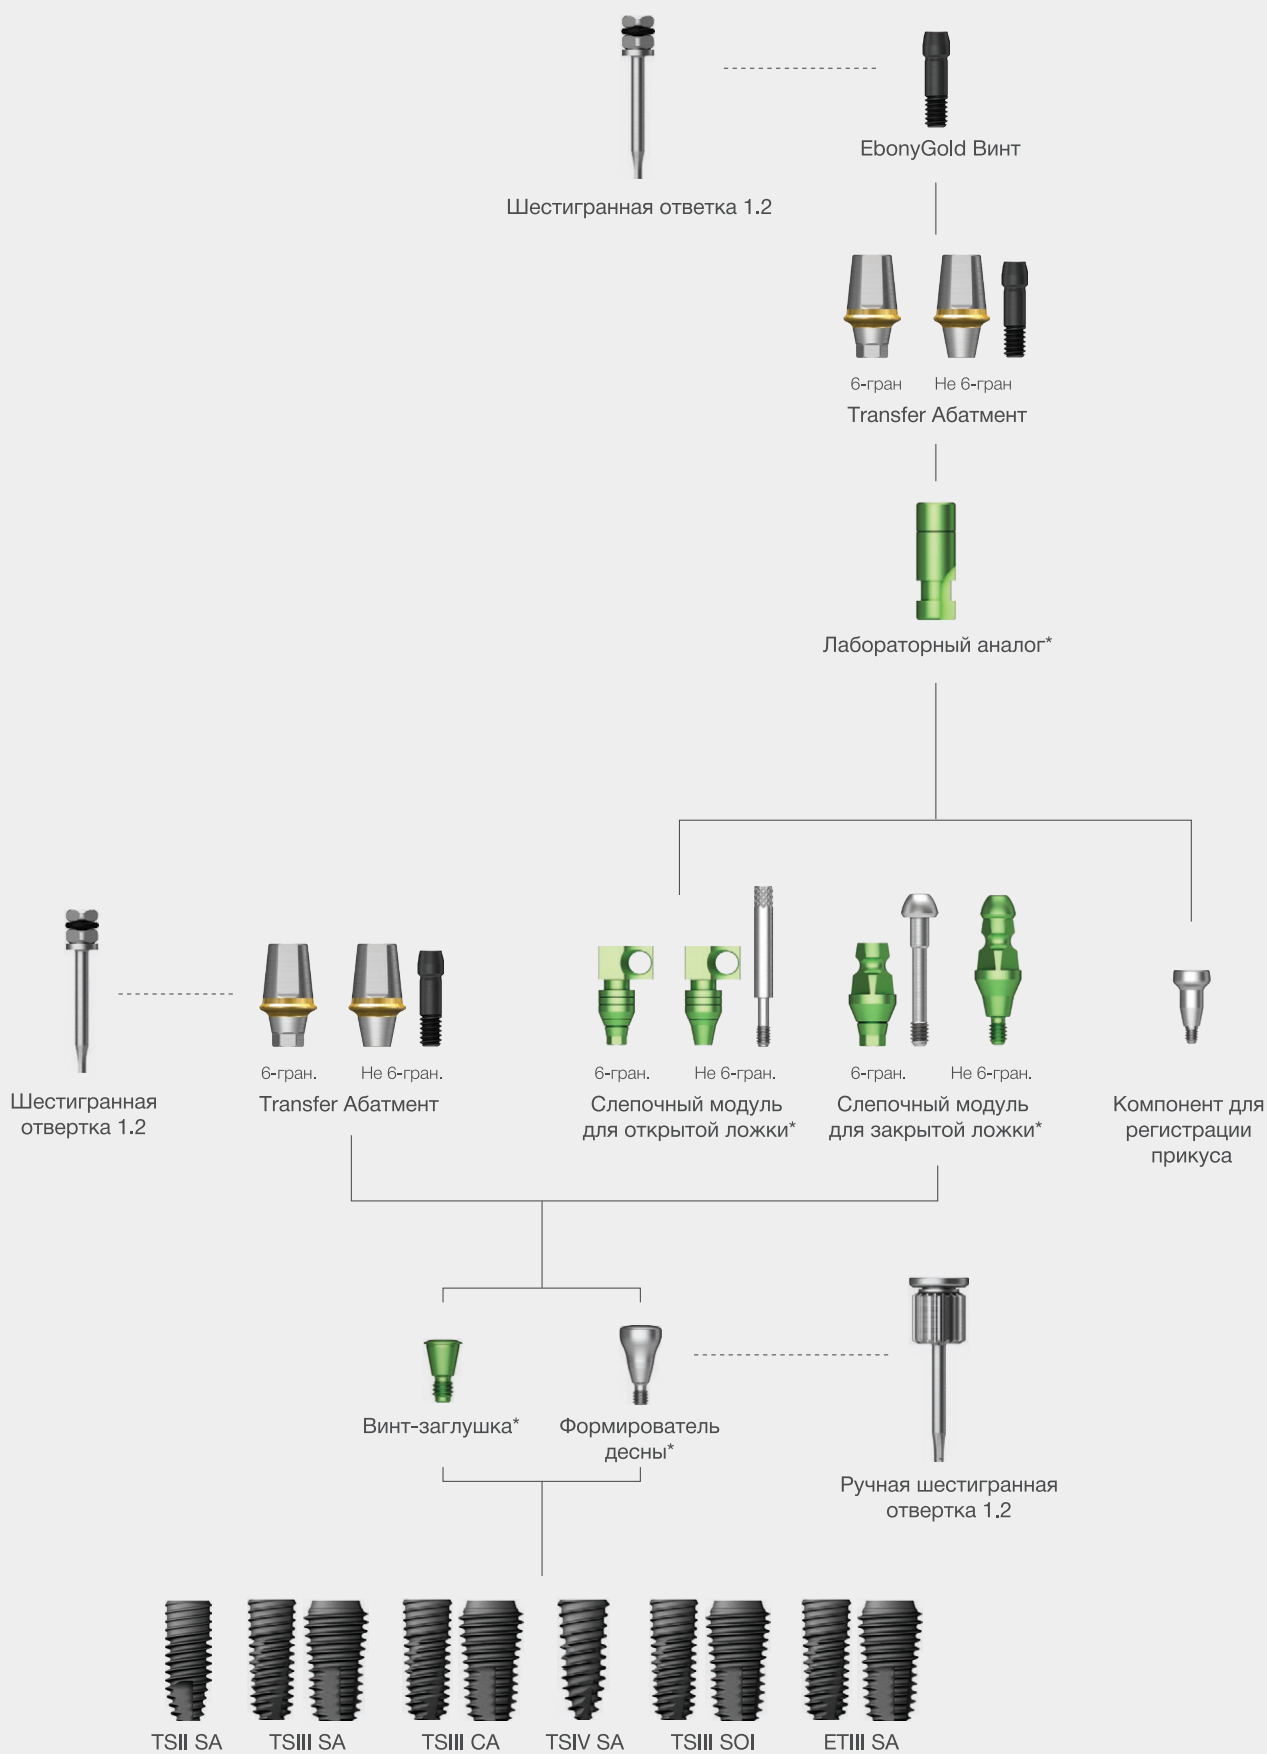 EbonyGold Винт
Шестигранная ответка 1.2
6-гран
Не 6-гран
Transfer Абатмент
Лабораторный аналог*
6-гран.
Не 6-гран.
6-гран.
Не 6-гран.
6-гран.
Не 6-гран.
Шестигранная
отвертка 1.2
Transfer Абатмент
Слепочный модуль
для открытой ложки*
Слепочный модуль
для закрытой ложки*
Компонент для
регистрации
прикуса
Винт-заглушка*
Формирователь
десны*
Ручная шестигранная
отвертка 1.2
TSII SA
TSIII SA
TSIII CA
TSIV SA
TSIII SOI
ETIII SA